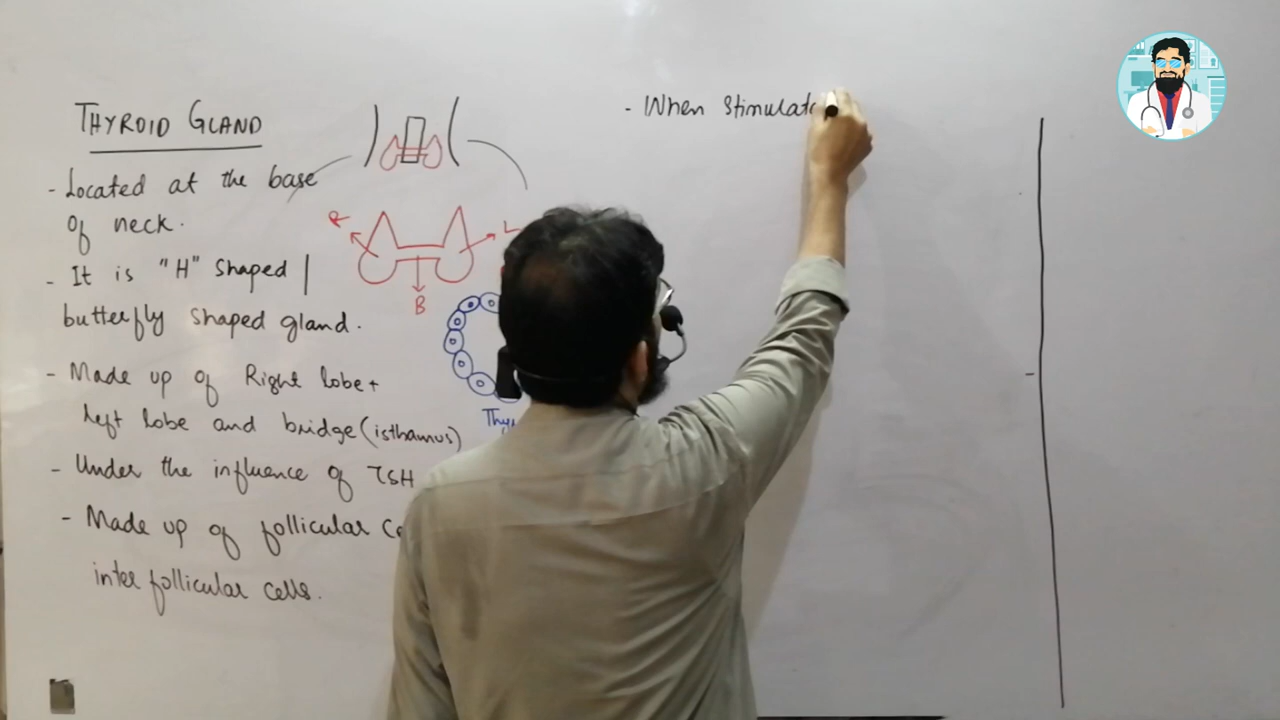 THYROID GLAND
- Located at the base
of neck.
- It is "H" shaped |
butterfly shaped gland.
- Made up of Right lobe +
left lobe and bridge (isthamus)
- Under the influence of TSH
- Made up of follicular
inter follicular cells.
R
L
B
- When Stimulat